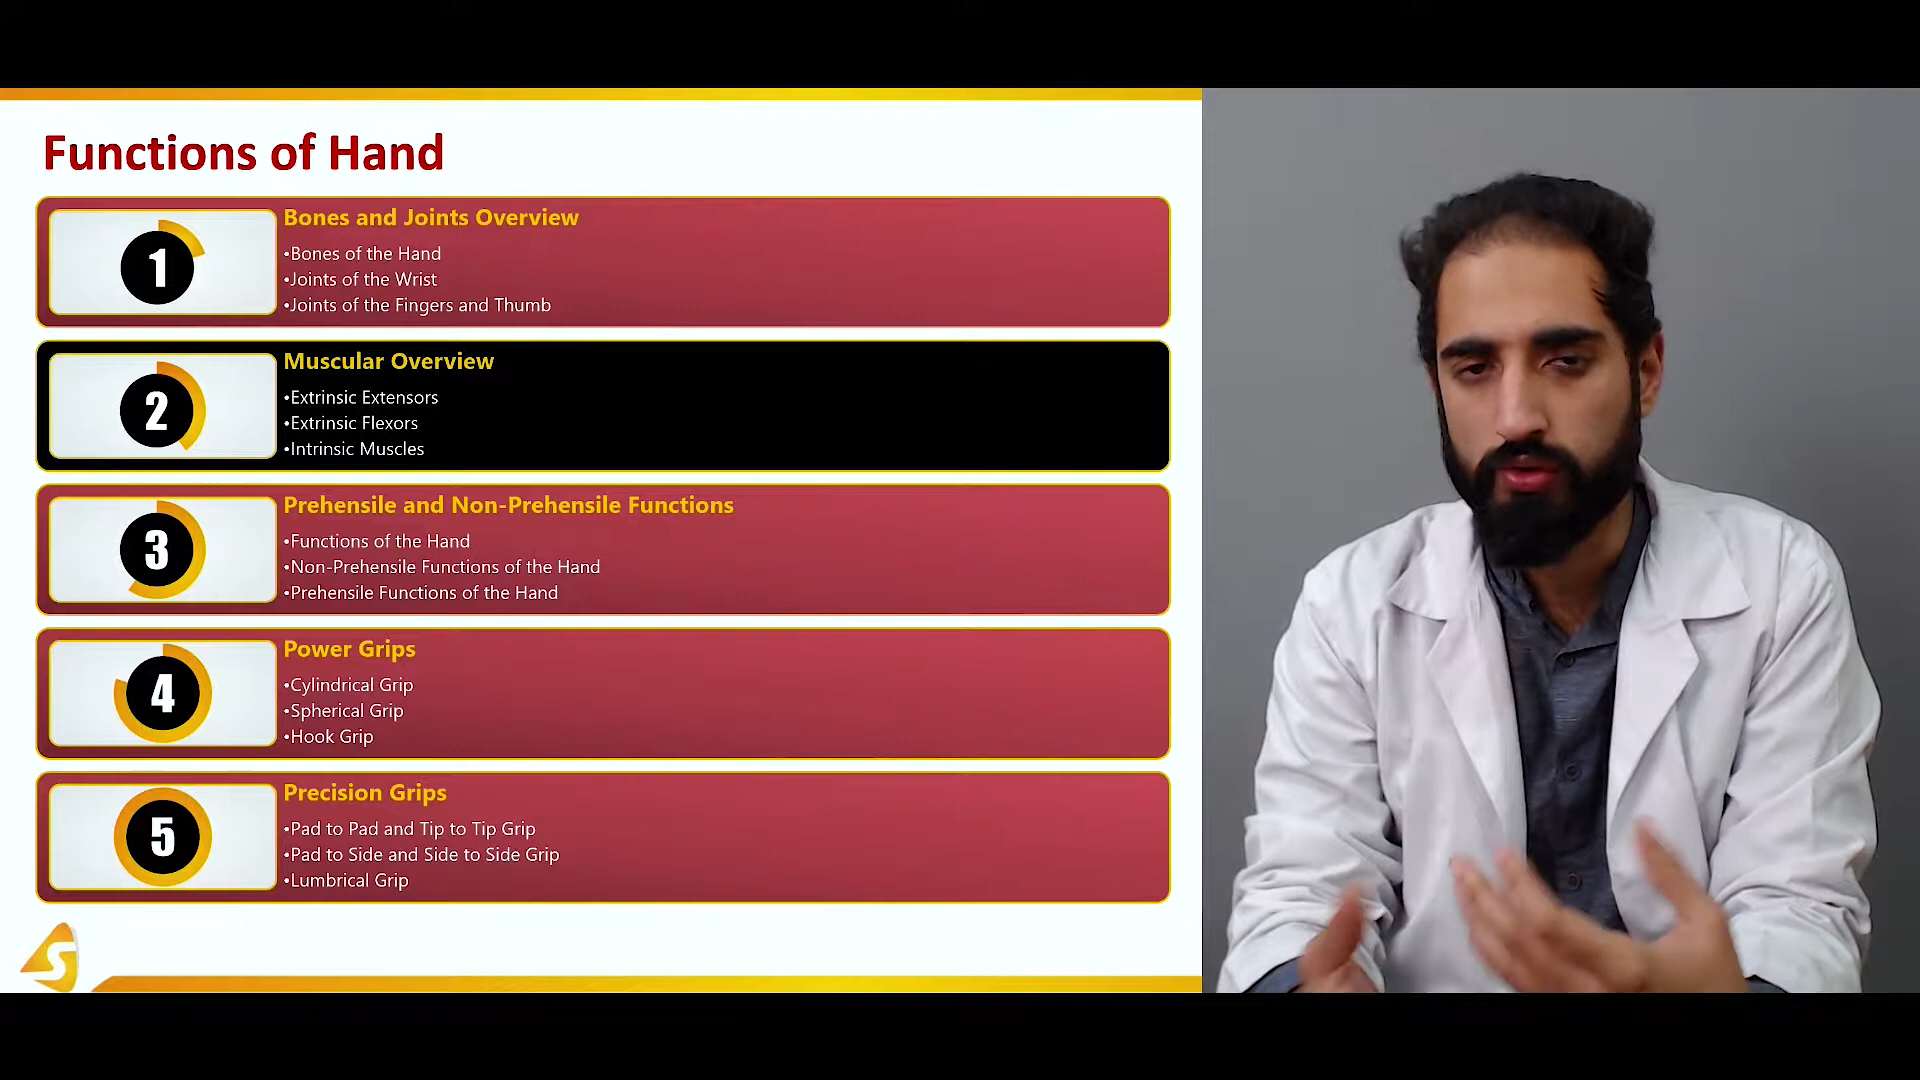 Functions of Hand
1
Bones and Joints Overview
•Bones of the Hand
•Joints of the Wrist
•Joints of the Fingers and Thumb
2
Muscular Overview
•Extrinsic Extensors
•Extrinsic Flexors
•Intrinsic Muscles
3
Prehensile and Non-Prehensile Functions
•Functions of the Hand
•Non-Prehensile Functions of the Hand
•Prehensile Functions of the Hand
4
Power Grips
•Cylindrical Grip
•Spherical Grip
•Hook Grip
5
Precision Grips
•Pad to Pad and Tip to Tip Grip
•Pad to Side and Side to Side Grip
•Lumbrical Grip
S